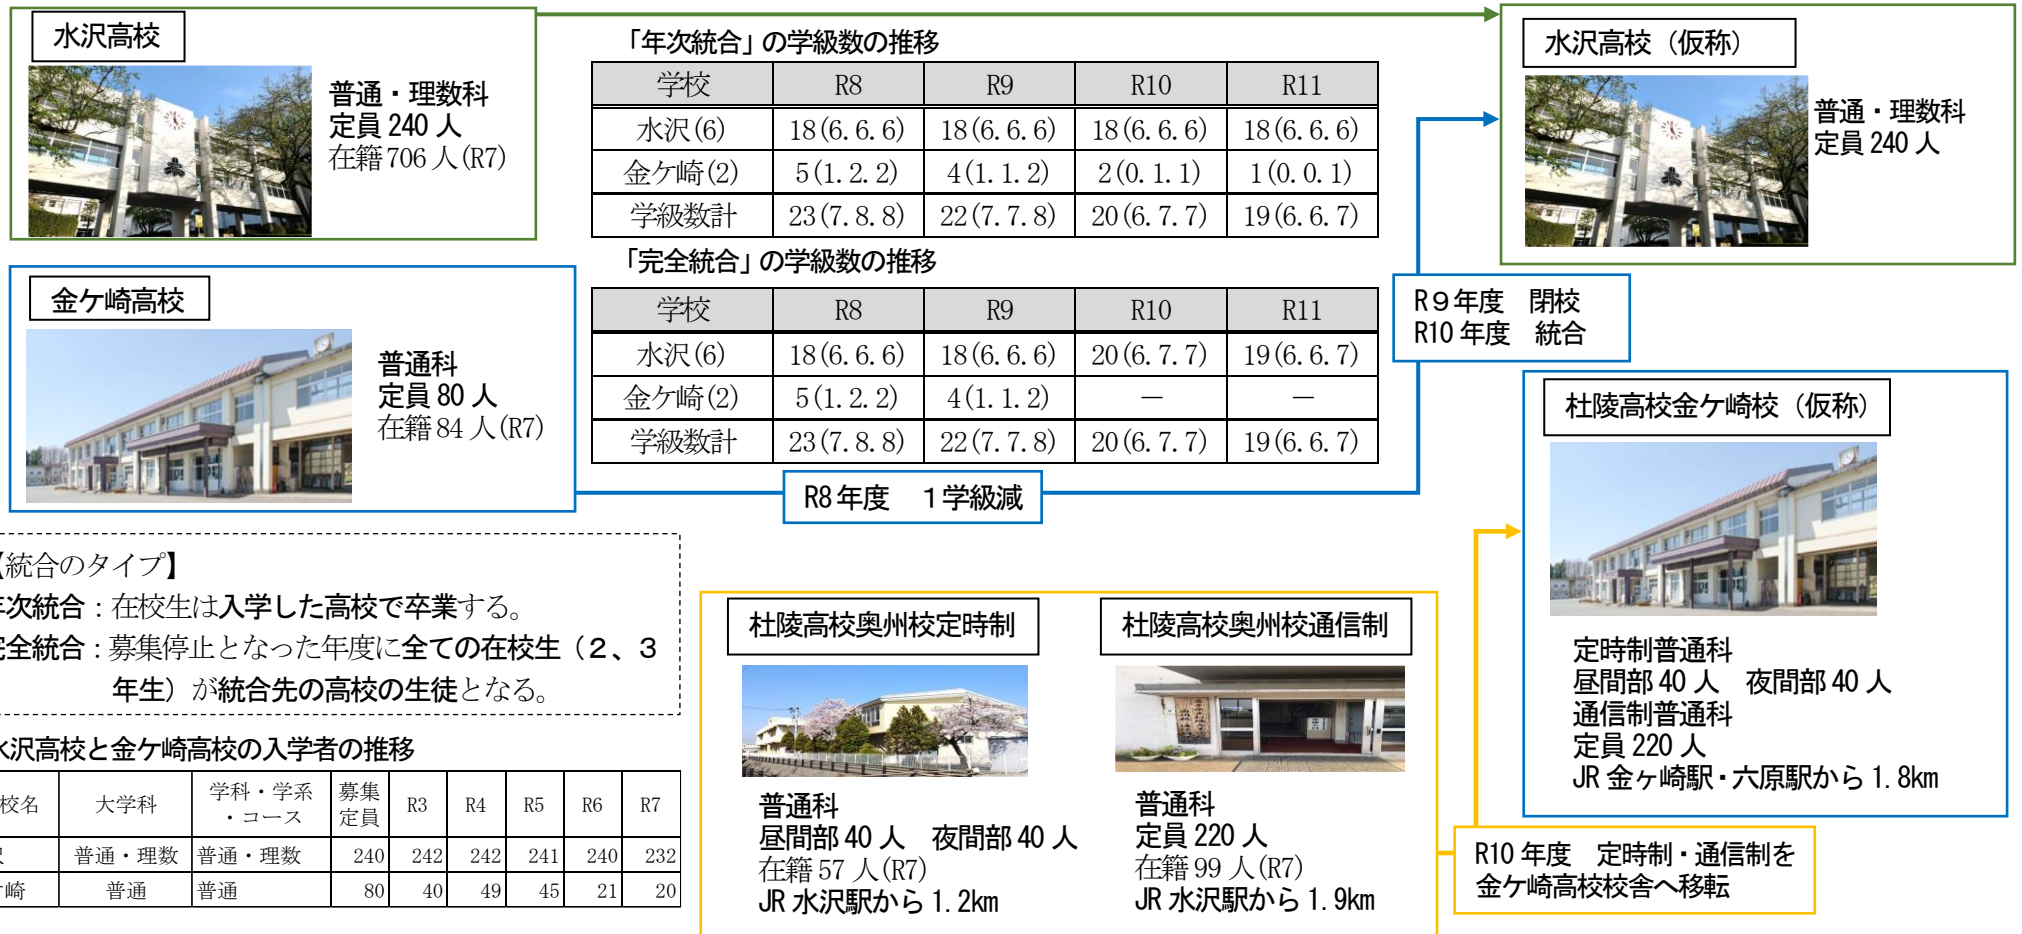 水沢高校
普通・理数科
定員 240 人
在籍 706 人(R7)
「年次統合」の学級数の推移
学校 R8 R9 R10 R11
水沢(6) 18(6.6.6) 18(6.6.6) 18(6.6.6) 18(6.6.6)
金ケ崎(2) 5(1.2.2) 4(1.1.2) 2(0.1.1) 1(0.0.1)
学級数計 23(7.8.8) 22(7.7.8) 20(6.7.7) 19(6.6.7)
水沢高校（仮称）
普通・理数科
定員 240 人
金ケ崎高校
普通科
定員 80 人
在籍 84 人(R7)
「完全統合」の学級数の推移
学校 R8 R9 R10 R11
水沢(6) 18(6.6.6) 18(6.6.6) 20(6.7.7) 19(6.6.7)
金ケ崎(2) 5(1.2.2) 4(1.1.2) － －
学級数計 23(7.8.8) 22(7.7.8) 20(6.7.7) 19(6.6.7)
R９年度　閉校
R10 年度　統合
R8 年度　１学級減
杜陵高校金ケ崎校（仮称）
定時制普通科
昼間部 40 人　夜間部 40 人
通信制普通科
定員 220 人
JR 金ヶ崎駅・六原駅から 1.8km
【統合のタイプ】
年次統合：在校生は入学した高校で卒業する。
完全統合：募集停止となった年度に全ての在校生（２、３
年生）が統合先の高校の生徒となる。
水沢高校と金ケ崎高校の入学者の推移
校名 大学科 学科・学系・コース 募集定員 R3 R4 R5 R6 R7
普通・理数 普通・理数 240 242 242 241 240 232
崎 普通 普通 80 40 49 45 21 20
杜陵高校奥州校定時制
普通科
昼間部 40 人　夜間部 40 人
在籍 57 人(R7)
JR 水沢駅から 1.2km
杜陵高校奥州校通信制
普通科
定員 220 人
在籍 99 人(R7)
JR 水沢駅から 1.9km
R10 年度　定時制・通信制を
金ケ崎高校校舎へ移転